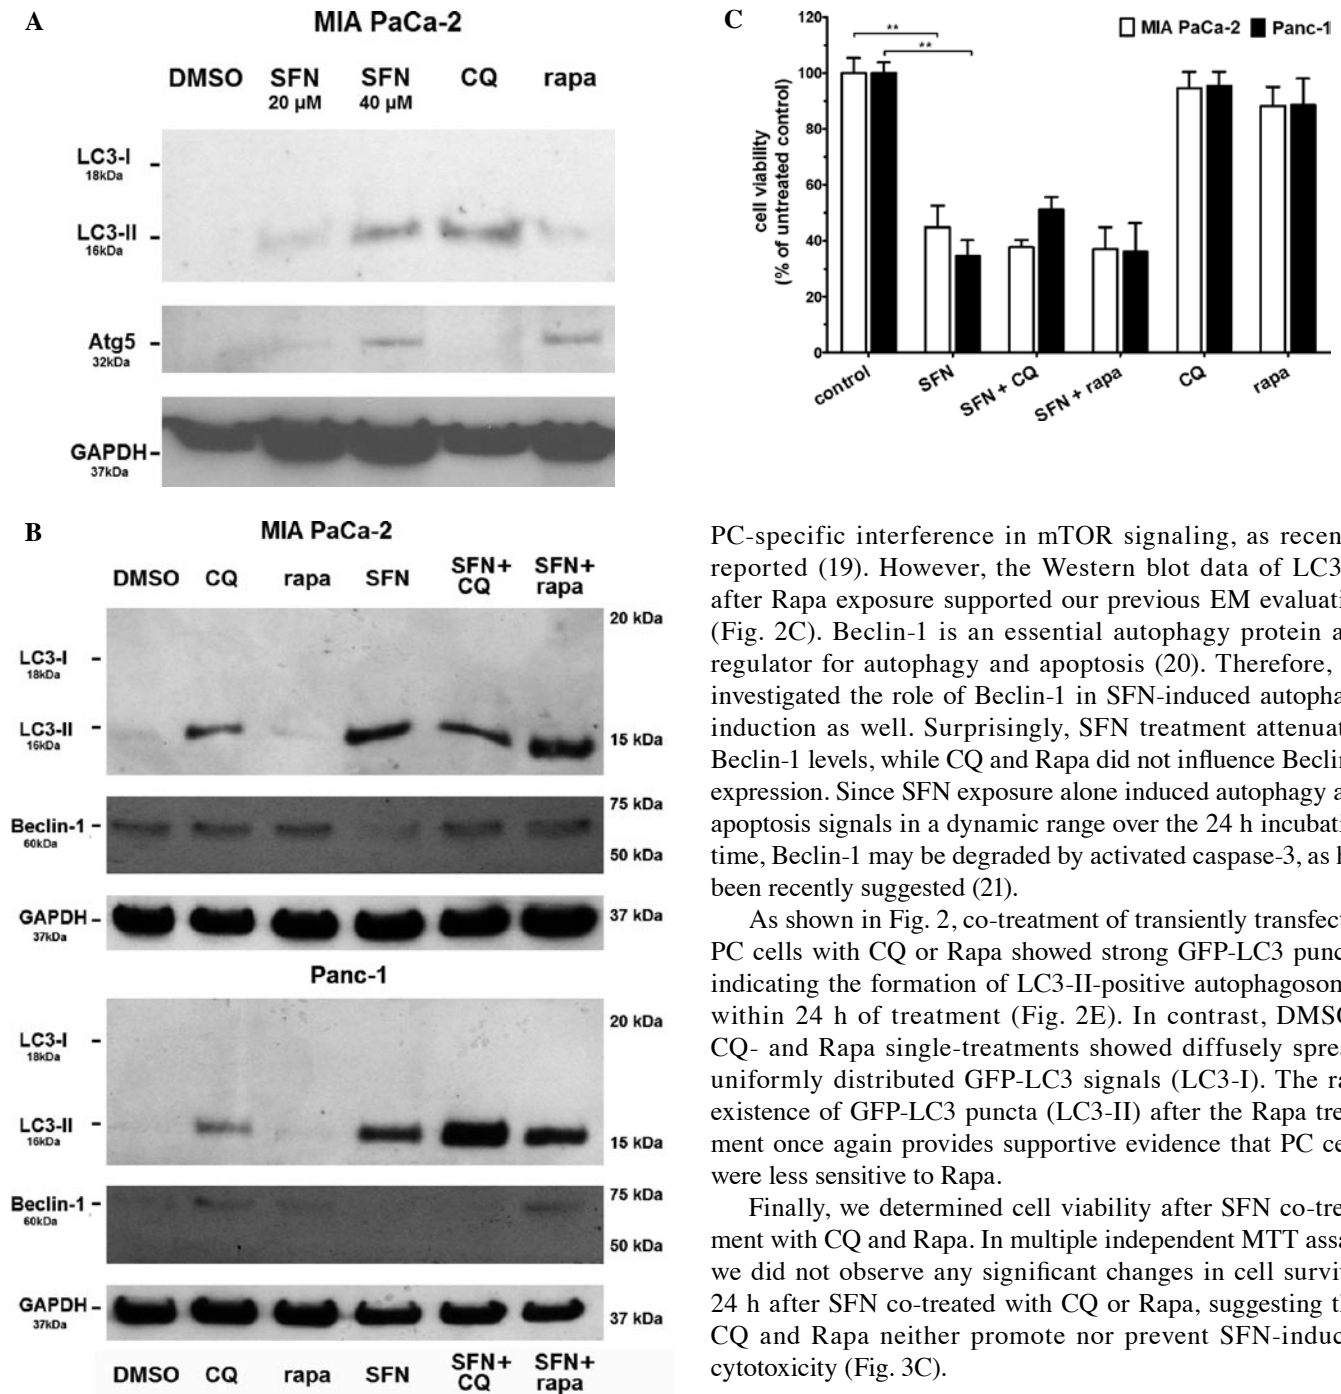 A
MIA PaCa-2
DMSO SFN SFN CQ rapa
20 µM 40 µM
LC3-I
18kDa
LC3-II
16kDa
Atg5
32kDa
GAPDH
37kDa
B
MIA PaCa-2
DMSO CQ rapa SFN SFN+ CQ SFN+ rapa
20 kDa
LC3-I
18kDa
LC3-II
16kDa
15 kDa
75 kDa
Beclin-1
60kDa
50 kDa
GAPDH
37kDa
37 kDa
Panc-1
20 kDa
LC3-I
18kDa
LC3-II
16kDa
15 kDa
75 kDa
Beclin-1
60kDa
50 kDa
GAPDH
37kDa
37 kDa
DMSO CQ rapa SFN SFN+ CQ SFN+ rapa
C
MIA PaCa-2 Panc-1
** 
**
cell viability
(% of untreated control)
120
100
80
60
40
20
0
control SFN SFN + CQ SFN + rapa CQ rapa
PC-specific interference in mTOR signaling, as recen
reported (19). However, the Western blot data of LC3
after Rapa exposure supported our previous EM evaluati
(Fig. 2C). Beclin-1 is an essential autophagy protein a
regulator for autophagy and apoptosis (20). Therefore,
investigated the role of Beclin-1 in SFN-induced autopha
induction as well. Surprisingly, SFN treatment attenuat
Beclin-1 levels, while CQ and Rapa did not influence Beclin
expression. Since SFN exposure alone induced autophagy a
apoptosis signals in a dynamic range over the 24 h incubati
time, Beclin-1 may be degraded by activated caspase-3, as h
been recently suggested (21).
As shown in Fig. 2, co-treatment of transiently transfect
PC cells with CQ or Rapa showed strong GFP-LC3 punc
indicating the formation of LC3-II-positive autophagoson
within 24 h of treatment (Fig. 2E). In contrast, DMSO
CQ- and Rapa single-treatments showed diffusely sprea
uniformly distributed GFP-LC3 signals (LC3-I). The ra
existence of GFP-LC3 puncta (LC3-II) after the Rapa trea
ment once again provides supportive evidence that PC ce
were less sensitive to Rapa.
Finally, we determined cell viability after SFN co-trea
ment with CQ and Rapa. In multiple independent MTT assa
we did not observe any significant changes in cell surviv
24 h after SFN co-treated with CQ or Rapa, suggesting th
CQ and Rapa neither promote nor prevent SFN-induc
cytotoxicity (Fig. 3C).